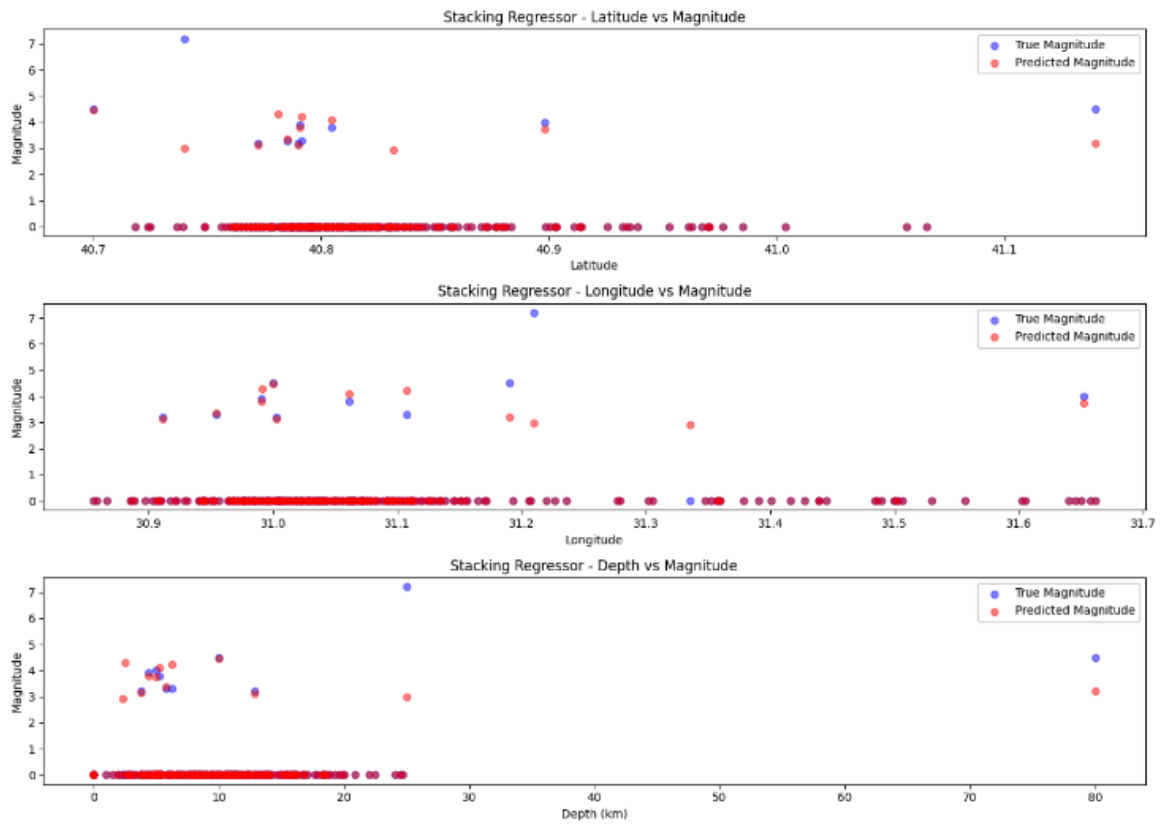 Stacking Regressor - Latitude vs Magnitude
True Magnitude
Predicted Magnitude
7
6
5
4
3
2
1
0
Magnitude
40.7 40.8 40.9 41.0 41.1
Latitude
Stacking Regressor - Longitude vs Magnitude
True Magnitude
Predicted Magnitude
7
6
5
4
3
2
1
0
Magnitude
30.9 31.0 31.1 31.2 31.3 31.4 31.5 31.6 31.7
Longitude
Stacking Regressor - Depth vs Magnitude
True Magnitude
Predicted Magnitude
7
6
5
4
3
2
1
0
Magnitude
0 10 20 30 40 50 60 70 80
Depth (km)